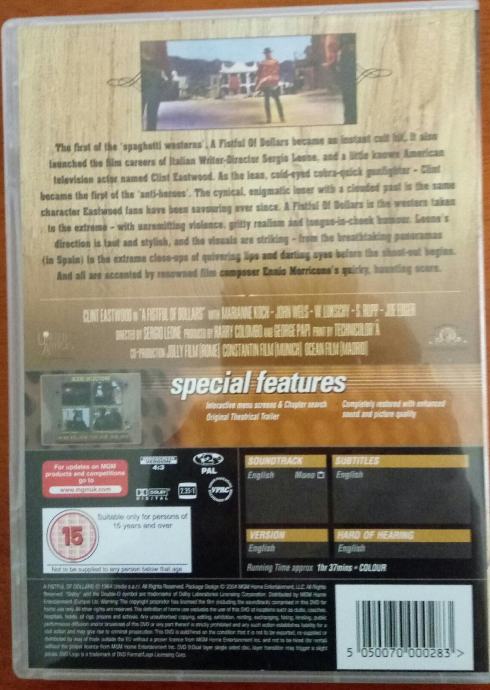 The first of the 'spaghetti westerns', A Fistful Of Dollars became an instant cult hit. It also
launched the film careers of Italian Writer-Director Sergio Leone, and a little known American
television actor named Clint Eastwood. As the lean, cold-eyed cobra-quick gunfighter - Clint
became the first of the 'anti-heroes'. The cynical, enigmatic loner with a clouded past is the same
character Eastwood fans have been savouring ever since. A Fistful Of Dollars is the western taken
to the extreme - with unremitting violence, gritty realism and tongue-in-cheek humour. Leone's
direction is taut and stylish, and the visuals are striking - from the breathtaking panoramas
(in Spain) to the extreme close-ops of quivering lips and darting eyes before the shoot-out begins.
And all are accented by renowned film composer Ennio Morricone's quirky, haunting score.
CLINT EASTWOOD IN "A FISTFUL OF DOLLARS" WITH MARIANNE KOCH - JOHN WELS - W. LUKSCHY - S. RUPP - JOE EDGER
DIRECTED BY SERGIO LEONE PRODUCED BY HARRY COLOMBO AND GEORGE PAPI PRINT BY TECHNICOLOR
CO-PRODUCTION JOLLY FILM (ROME) CONSTANTIN FILM (MUNICH) OCEAN FILM (MADRID)
special features
Interactive menu screens & Chapter search
Original Theatrical Trailer
Completely restored with enhanced
sound and picture quality
For updates on MGM
products and competitions
go to
www.mgmuk.com
4:3
PAL
DOLBY
DIGITAL
2.35:1
VPRC
SOUNDTRACK
English Mono
SUBTITLES
English
VERSION
English
HARD OF HEARING
English
Running Time approx 1hr 37mins • COLOUR
15
Suitable only for persons of
15 years and over
Not to be supplied to any person below that age
5 050070 000283 >